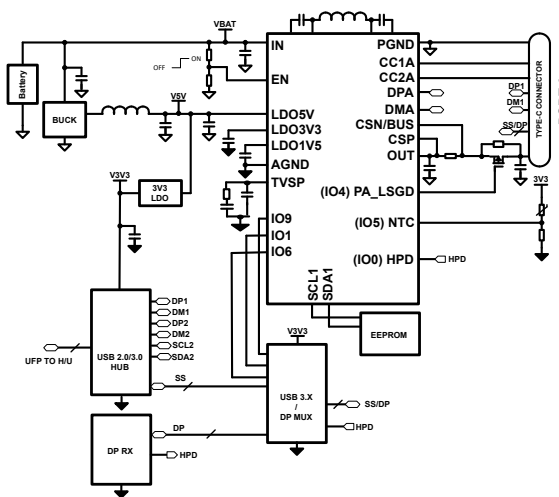 VBAT
ON
OFF
Battery
BUCK
V5V
V3V3
3V3
LDO
IN
EN
LDO5V
LDO3V3
LDO1V5
AGND
TVSP
IO9
IO1
IO6
PGND
CC1A
CC2A
DPA
DMA
CSN/BUS
CSP
OUT
(IO4) PA_LSGD
(IO5) NTC
(IO0) HPD
SCL1
SDA1
DP1
DM1
SS/DP
TYPE-C CONNECTOR
3V3
HPD
EEPROM
UFP TO H/U
USB 2.0/3.0
HUB
DP1
DM1
DP2
DM2
SCL2
SDA2
SS
V3V3
USB 3.X
/
DP MUX
SS/DP
HPD
DP RX
DP
HPD